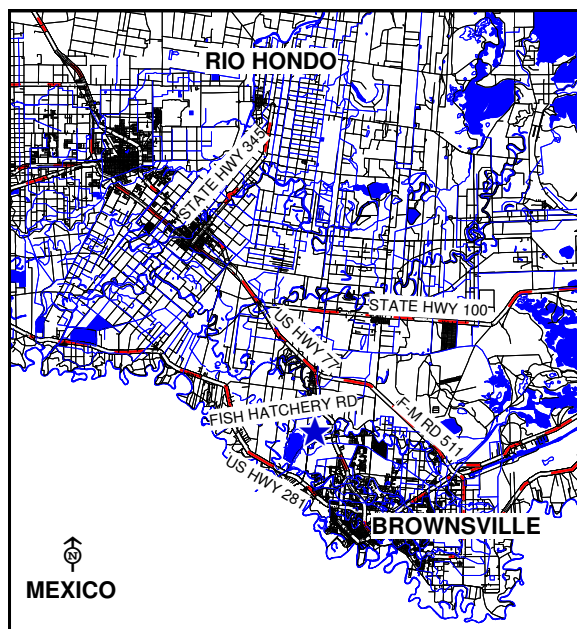 RIO HONDO
STATE HWY 345
STATE HWY 100
US HWY 77
FISH HATCHERY RD
F-M RD 511
US HWY 281
BROWNSVILLE
N
MEXICO